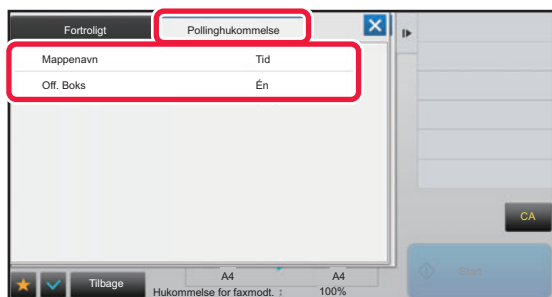 Fortroligt Pollinghukommelse
Mappenavn Tid
Off. Boks Én
CA
Start
A4 A4
Tilbage
Hukommelse for faxmodt. : 100%